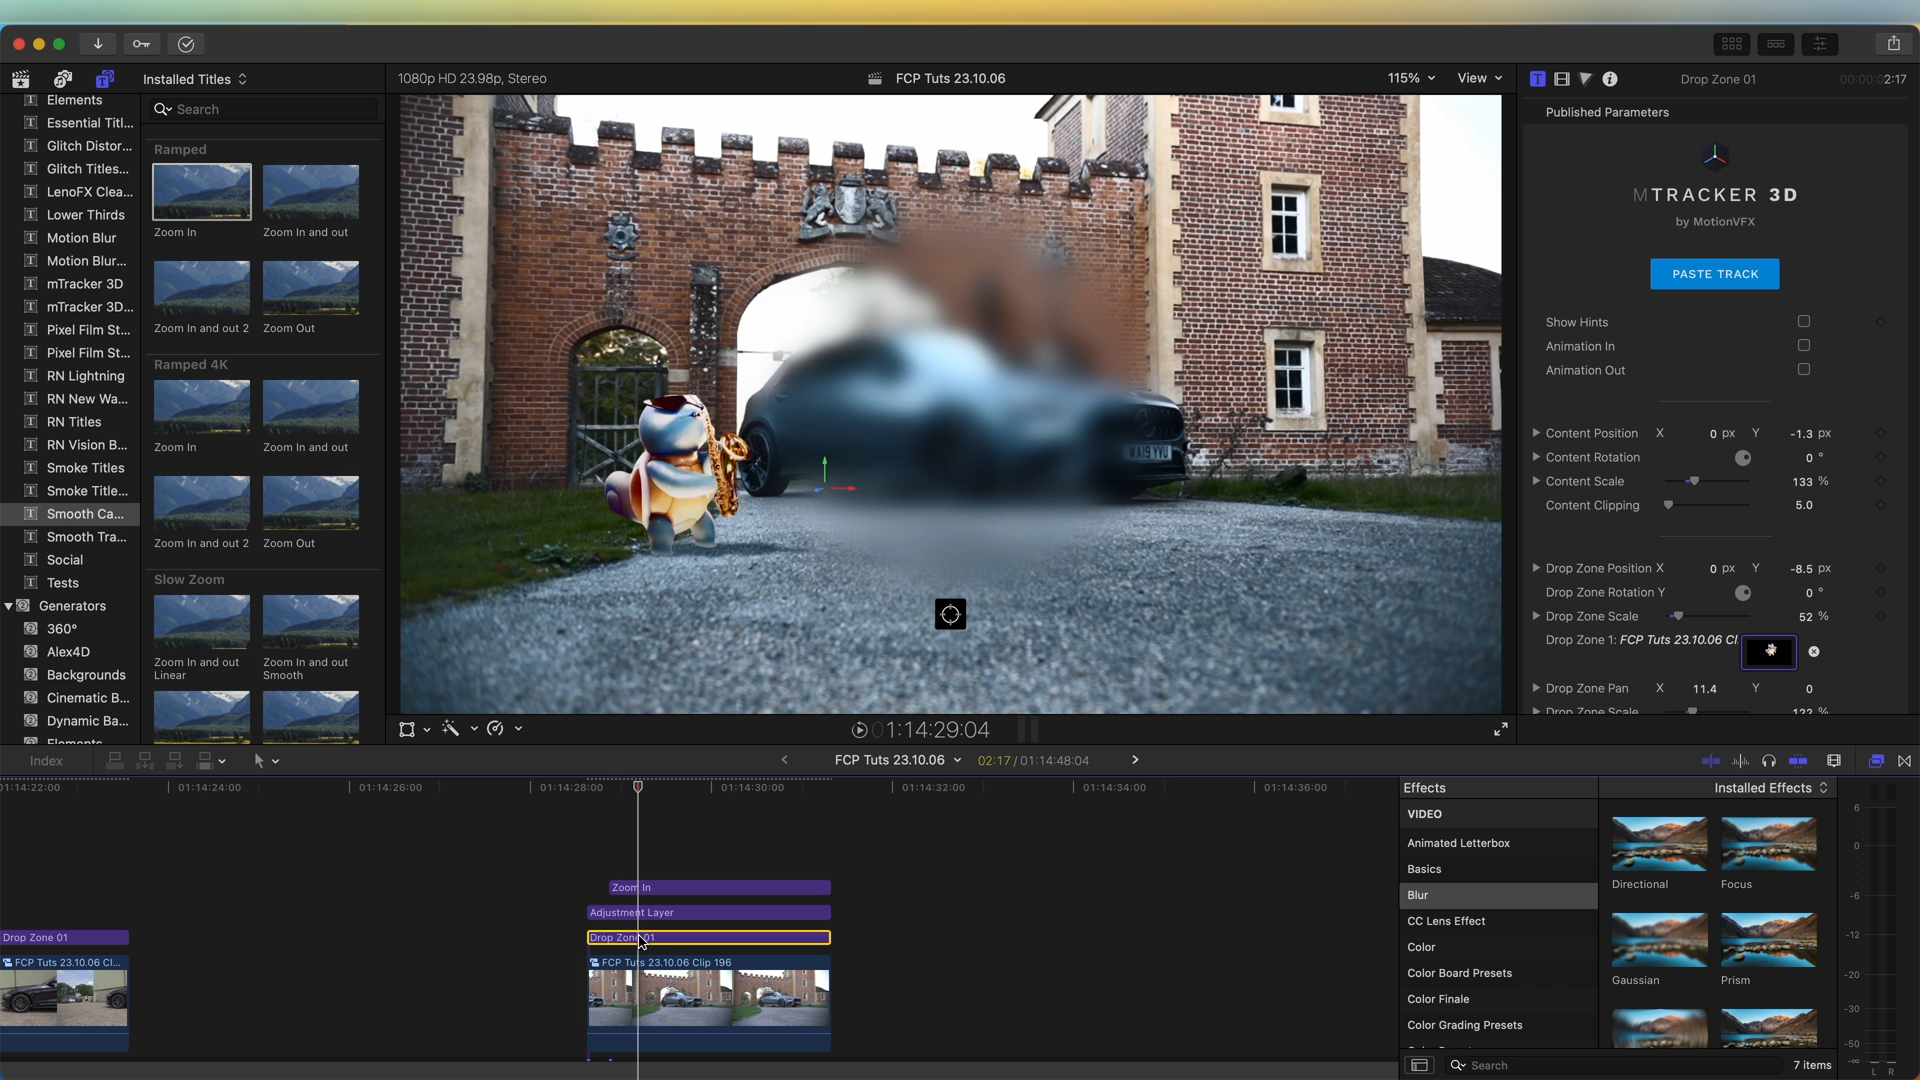 Installed Titles
1080p HD 23.98p, Stereo
FCP Tuts 23.10.06
115%
View
Drop Zone 01
00:00:02:17
Elements
Essential Titl...
Glitch Distor...
Glitch Titles...
LenoFX Clea...
Lower Thirds
Motion Blur
Motion Blur...
mTracker 3D
mTracker 3D...
Pixel Film St...
Pixel Film St...
RN Lightning
RN New Wa...
RN Titles
RN Vision B...
Smoke Titles
Smoke Title...
Smooth Ca...
Smooth Tra...
Social
Tests
Generators
360°
Alex4D
Backgrounds
Cinematic B...
Dynamic Ba...
Elements
Search
Ramped
Zoom In
Zoom In and out
Zoom In and out 2
Zoom Out
Ramped 4K
Zoom In
Zoom In and out
Zoom In and out 2
Zoom Out
Slow Zoom
Zoom In and out
Linear
Zoom In and out
Smooth
WA19 YVU
Published Parameters
MTRACKER 3D
by MotionVFX
PASTE TRACK
Show Hints
Animation In
Animation Out
Content Position X 0 px Y -1.3 px
Content Rotation 0 °
Content Scale 133 %
Content Clipping 5.0
Drop Zone Position X 0 px Y -8.5 px
Drop Zone Rotation Y 0 °
Drop Zone Scale 52 %
Drop Zone 1: FCP Tuts 23.10.06 Cl
Drop Zone Pan X 11.4 Y 0
Drop Zone Scale 122 %
01:14:29:04
Index
FCP Tuts 23.10.06
02:17 / 01:14:48:04
01:14:22:00
01:14:24:00
01:14:26:00
01:14:28:00
01:14:30:00
01:14:32:00
01:14:34:00
01:14:36:00
Zoom In
Adjustment Layer
Drop Zone 01
Drop Zone 01
FCP Tuts 23.10.06 Cl...
FCP Tuts 23.10.06 Clip 196
Effects
Installed Effects
VIDEO
Animated Letterbox
Basics
Blur
CC Lens Effect
Color
Color Board Presets
Color Finale
Color Grading Presets
Directional
Focus
Gaussian
Prism
Search
7 items
6
0
-6
-12
-20
-30
-50
-∞
L R